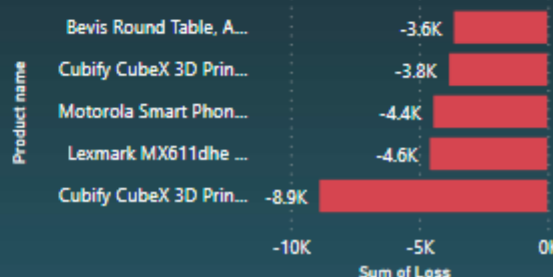 Product name
Bevis Round Table, A... -3.6K
Cubify CubeX 3D Prin... -3.8K
Motorola Smart Phon... -4.4K
Lexmark MX611dhe ... -4.6K
Cubify CubeX 3D Prin... -8.9K
-10K -5K 0K
Sum of Loss